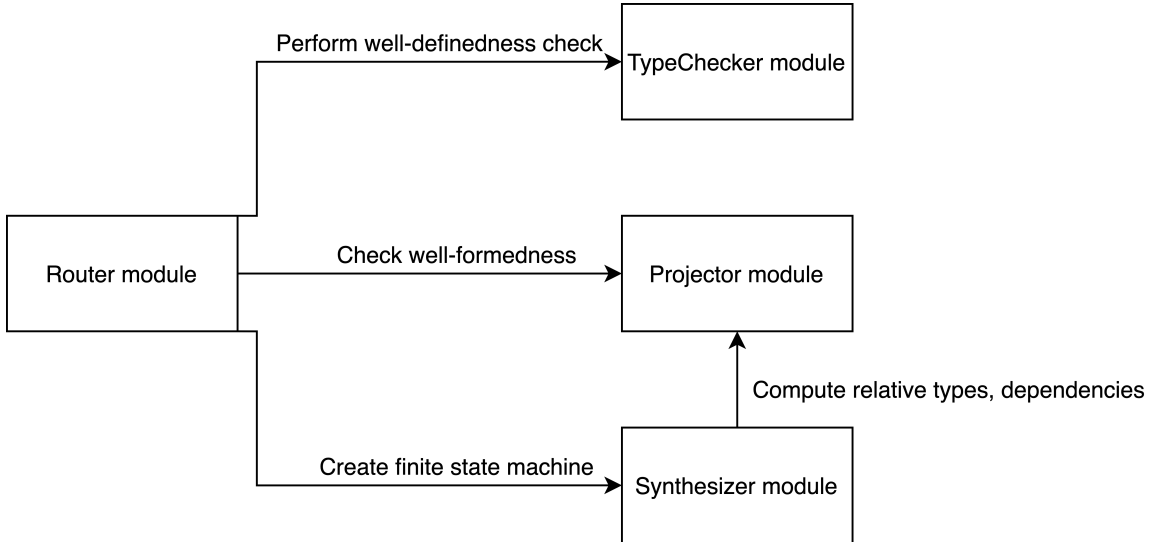 Perform well-definedness check
TypeChecker module
Check well-formedness
Router module
Projector module
Compute relative types, dependencies
Create finite state machine
Synthesizer module